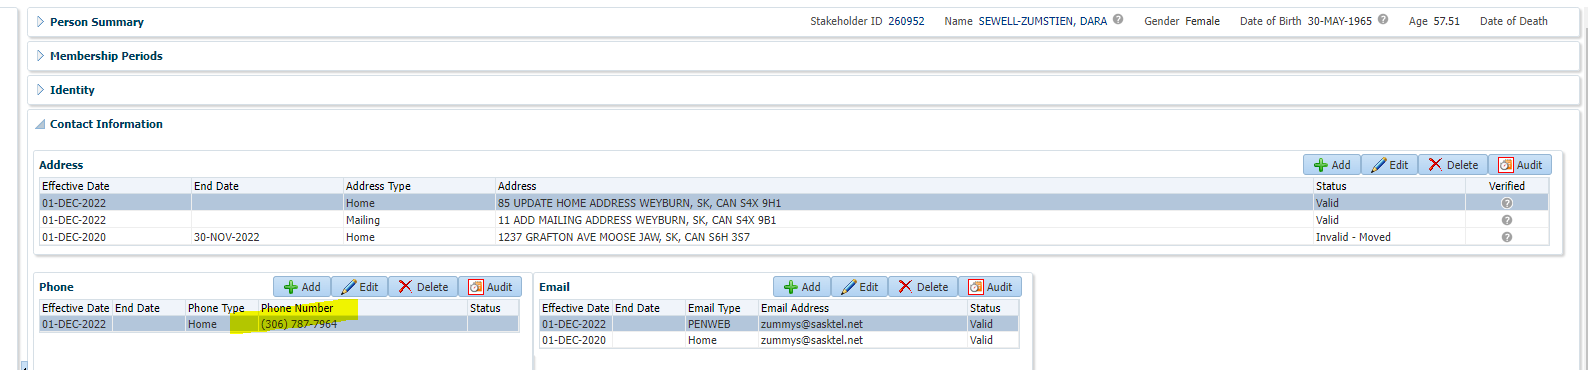 Person Summary Stakeholder ID 260952 Name SEWELL-ZUMSTIEN, DARA Gender Female Date of Birth 30-MAY-1965 Age 57.51 Date of Death
Membership Periods
Identity
Contact Information
Address Add Edit Delete Audit
Effective Date End Date Address Type Address Status Verified
01-DEC-2022 Home 85 UPDATE HOME ADDRESS WEYBURN, SK, CAN S4X 9H1 Valid
01-DEC-2022 Mailing 11 ADD MAILING ADDRESS WEYBURN, SK, CAN S4X 9B1 Valid
01-DEC-2020 30-NOV-2022 Home 1237 GRAFTON AVE MOOSE JAW, SK, CAN S6H 3S7 Invalid - Moved
Phone Add Edit Delete Audit
Effective Date End Date Phone Type Phone Number Status
01-DEC-2022 Home (306) 787-7964
Email Add Edit Delete Audit
Effective Date End Date Email Type Email Address Status
01-DEC-2022 PENWEB zummys@sasktel.net Valid
01-DEC-2020 Home zummys@sasktel.net Valid